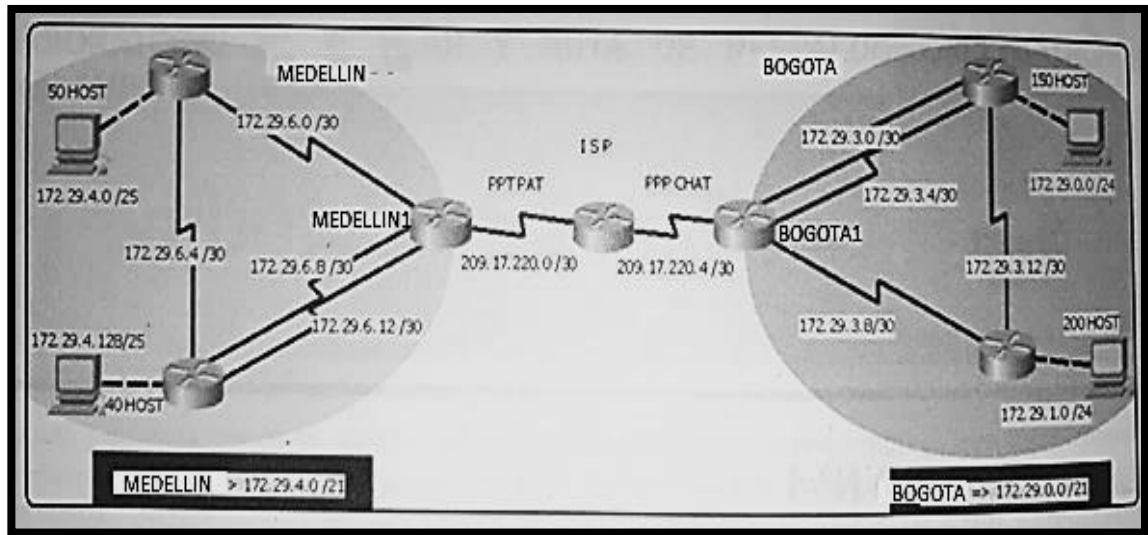 MEDELLIN
50 HOST
172.29.6.0 /30
172.29.4.0 /25
172.29.6.4 /30
MEDELLIN1
172.29.6.8 /30
172.29.6.12 /30
172.29.4.128/25
40 HOST
MEDELLIN > 172.29.4.0 /21
ISP
PPT PAT
PPP CHAT
209.17.220.0 /30
209.17.220.4 /30
BOGOTA
150 HOST
172.29.3.0/30
172.29.0.0 /24
172.29.3.4/30
BOGOTA1
172.29.3.12 /30
172.29.3.8/30
200 HOST
172.29.1.0 /24
BOGOTA => 172.29.0.0 /21